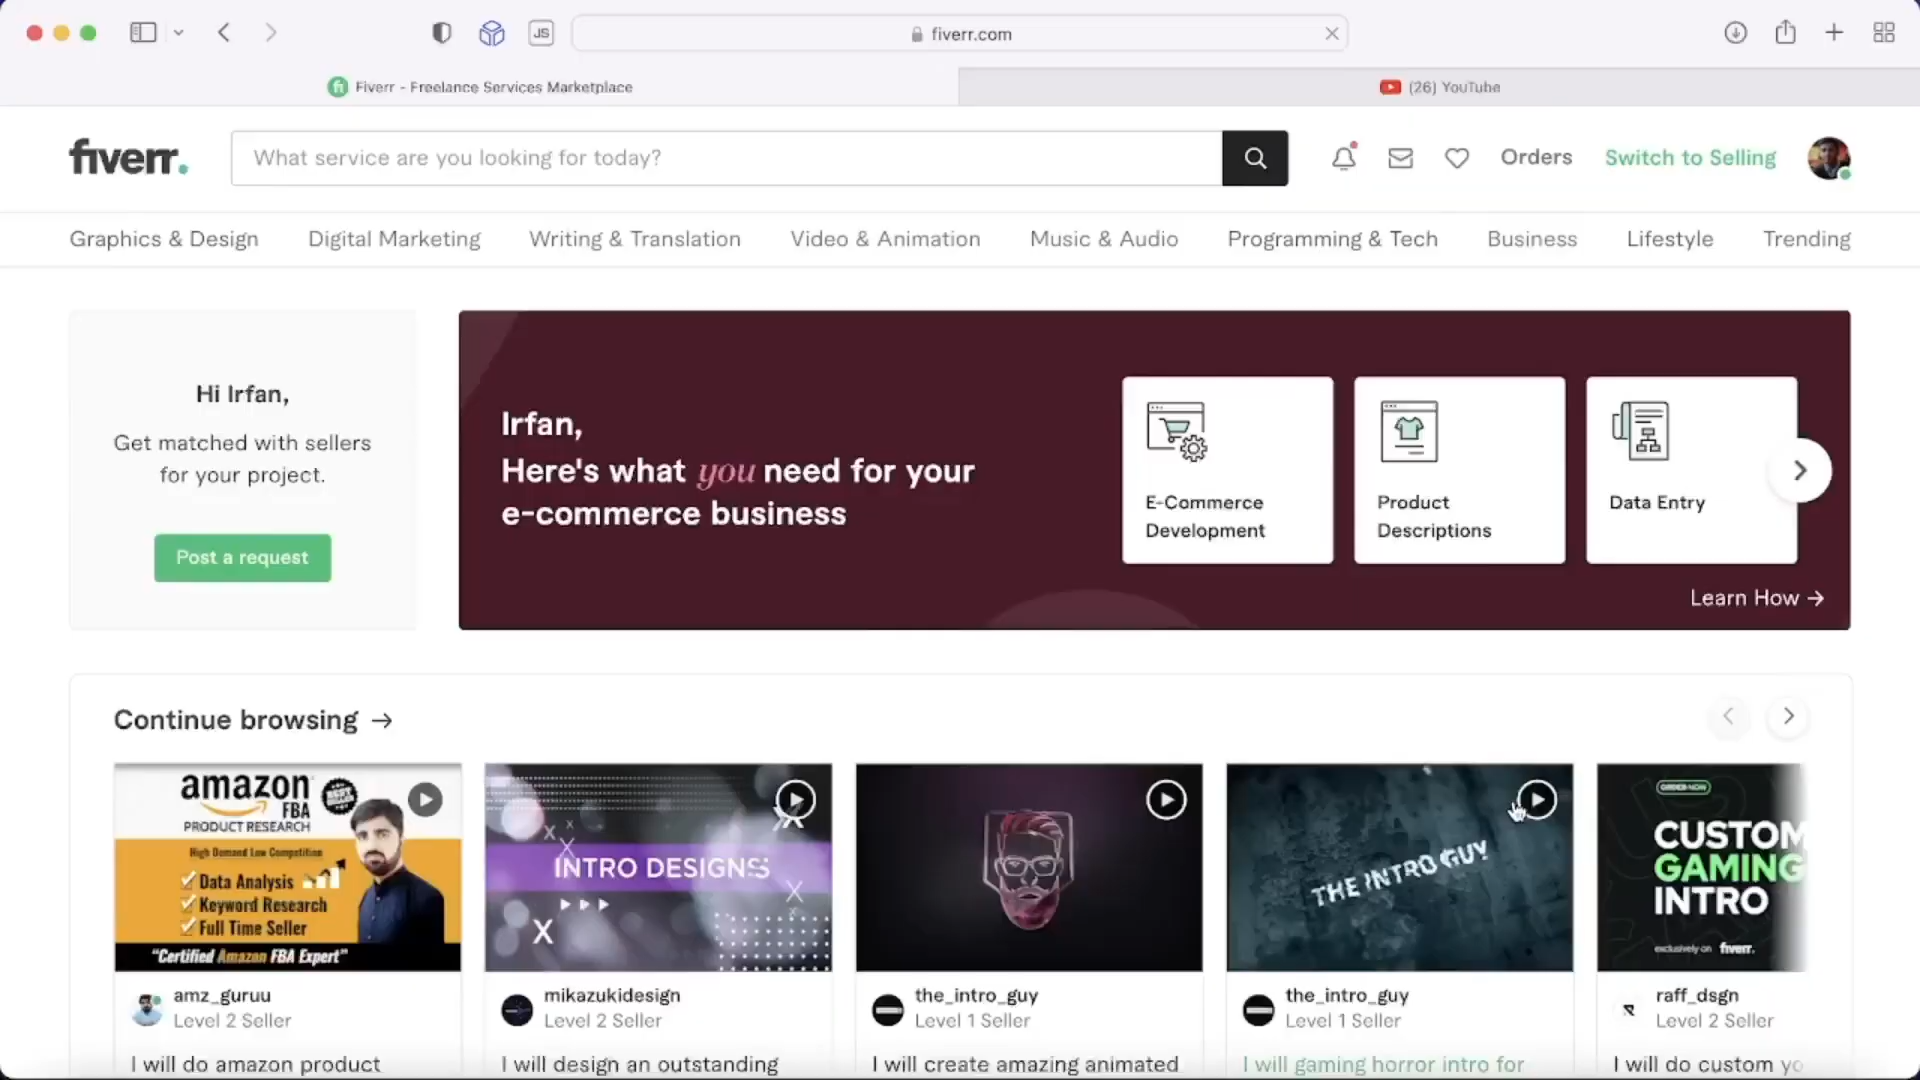 JS
fiverr.com
fi Fiverr - Freelance Services Marketplace
(26) YouTube
fiverr.
What service are you looking for today?
Orders
Switch to Selling
Graphics & Design
Digital Marketing
Writing & Translation
Video & Animation
Music & Audio
Programming & Tech
Business
Lifestyle
Trending
Hi Irfan,
Get matched with sellers
for your project.
Post a request
Irfan,
Here's what you need for your
e-commerce business
E-Commerce
Development
Product
Descriptions
Data Entry
Learn How →
Continue browsing →
amazon
FBA
PRODUCT RESEARCH
High Demand Low Competition
Data Analysis
Keyword Research
Full Time Seller
"Certified Amazon FBA Expert"
INTRO DESIGNS
THE INTRO GUY
ORDER NOW
CUSTOM
GAMING
INTRO
exclusively on fiverr.
amz_guruu
Level 2 Seller
mikazukidesign
Level 2 Seller
the_intro_guy
Level 1 Seller
the_intro_guy
Level 1 Seller
raff_dsgn
Level 2 Seller
I will do amazon product
I will design an outstanding
I will create amazing animated
I will gaming horror intro for
I will do custom yo